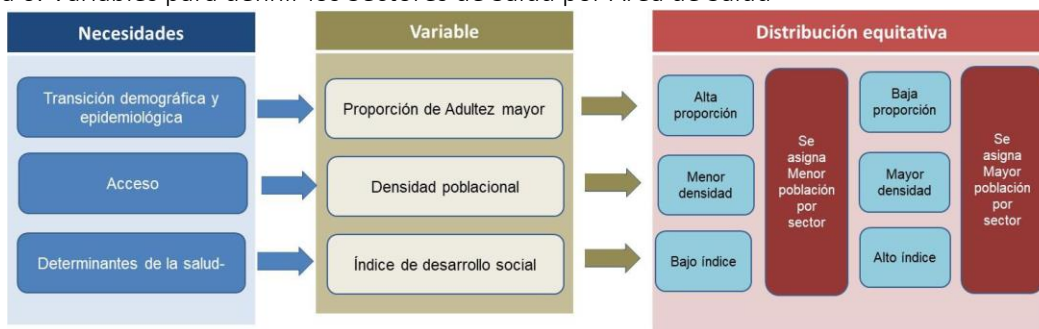 Variables para definir los Sectores de salud por Área de salud
Necesidades
Transición demográfica y
epidemiológica
Acceso
Determinantes de la salud-
Variable
Proporción de Adultez mayor
Densidad poblacional
Índice de desarrollo social
Distribución equitativa
Alta
proporción
Menor
densidad
Bajo índice
Se
asigna
Menor
población
por
sector
Baja
proporción
Mayor
densidad
Alto índice
Se
asigna
Mayor
población
por
sector